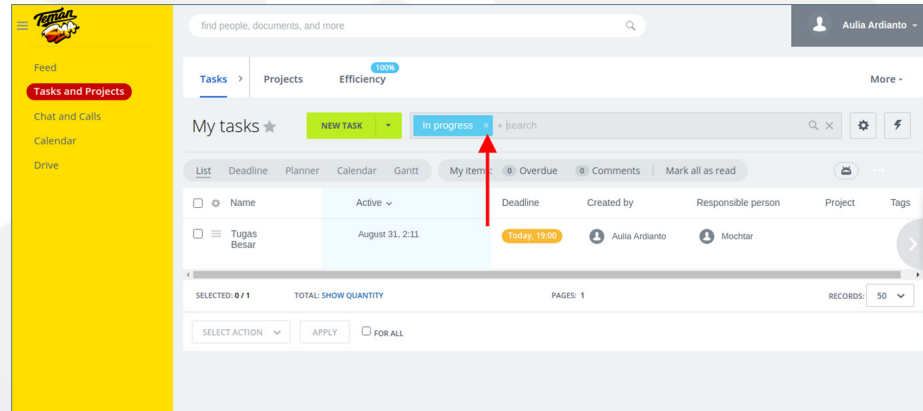 Teman
find people, documents, and more
Aulia Ardianto
Feed
Tasks and Projects
Chat and Calls
Calendar
Drive
100%
Tasks > Projects Efficiency More
My tasks NEW TASK In progress × + search
List Deadline Planner Calendar Gantt My items: 0 Overdue 0 Comments | Mark all as read
Name Active Deadline Created by Responsible person Project Tags
Tugas Besar August 31, 2:11 Today, 19:00 Aulia Ardianto Mochtar
SELECTED: 0 / 1 TOTAL: SHOW QUANTITY PAGES: 1 RECORDS: 50
SELECT ACTION APPLY FOR ALL